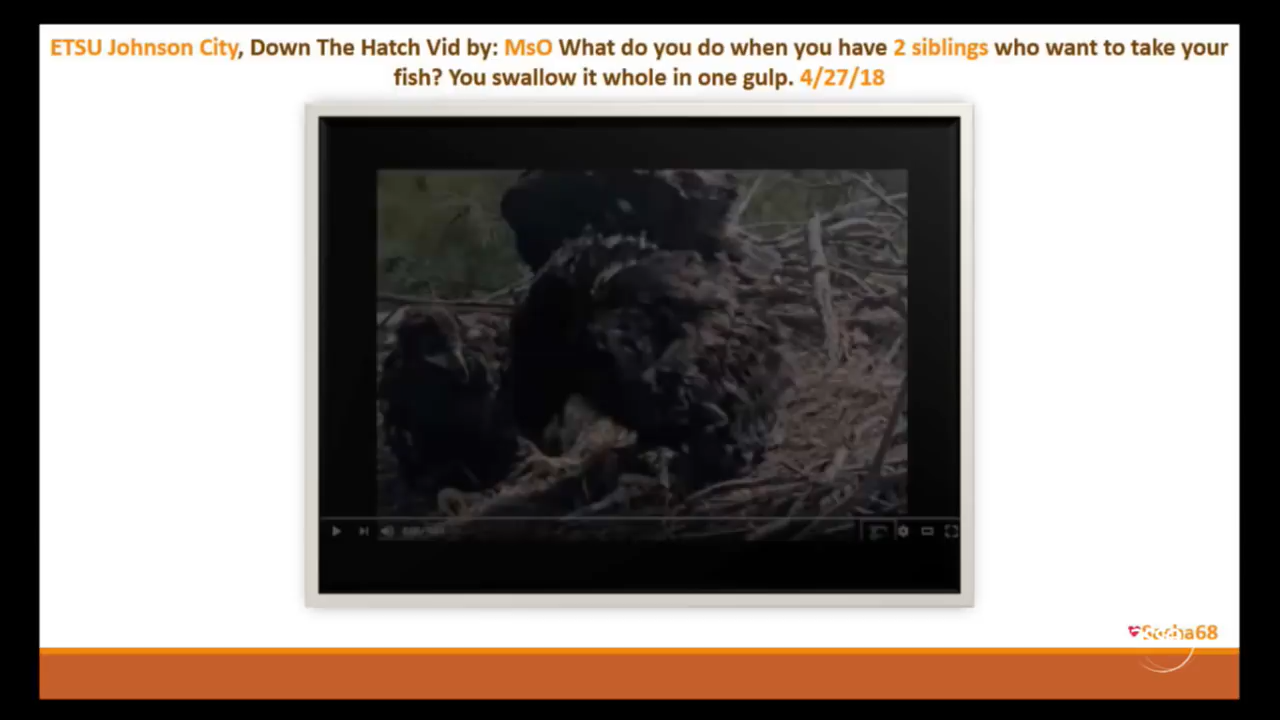 ETSU Johnson City, Down The Hatch Vid by: MsO What do you do when you have 2 siblings who want to take your
fish? You swallow it whole in one gulp. 4/27/18
Sasha68